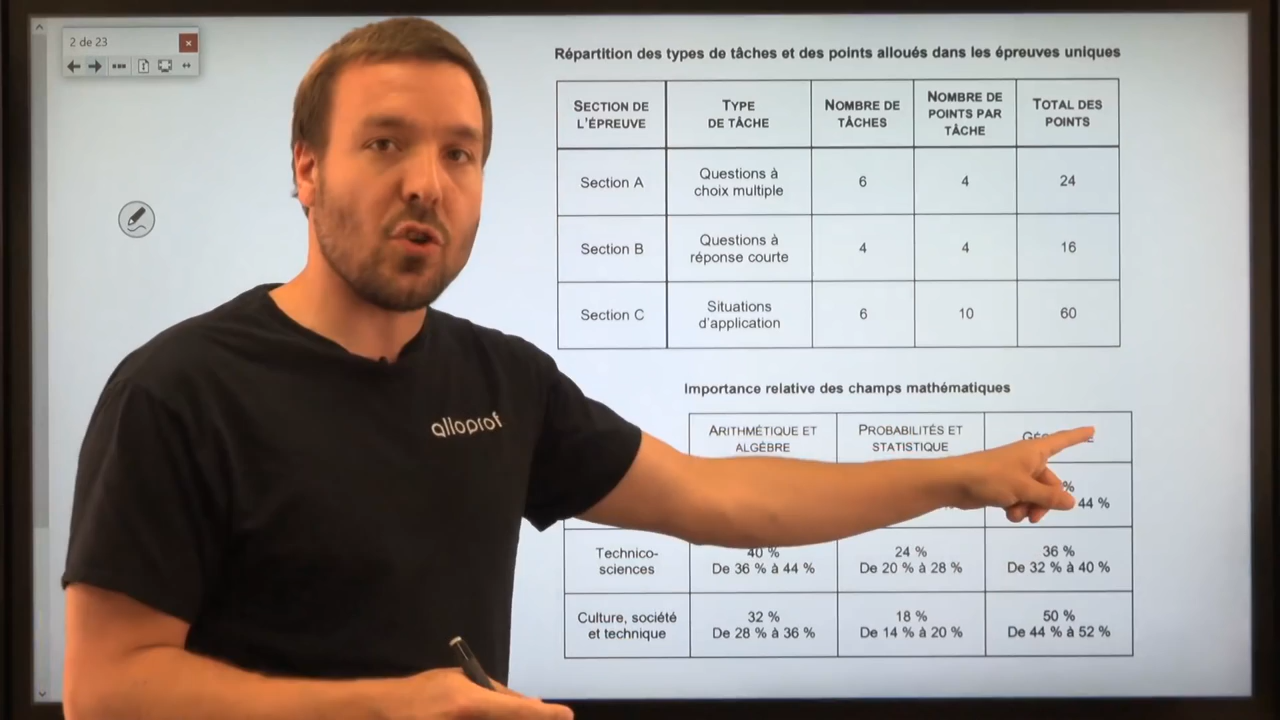 2 de 23
Répartition des types de tâches et des points alloués dans les épreuves uniques
SECTION DE L'ÉPREUVE
TYPE DE TÂCHE
NOMBRE DE TÂCHES
NOMBRE DE POINTS PAR TÂCHE
TOTAL DES POINTS
Section A
Questions à choix multiple
6
4
24
Section B
Questions à réponse courte
4
4
16
Section C
Situations d'application
6
10
60
alloprof
Importance relative des champs mathématiques
ARITHMÉTIQUE ET ALGÈBRE
PROBABILITÉS ET STATISTIQUE
%
44 %
Technico-sciences
40 %
De 36 % à 44 %
24 %
De 20 % à 28 %
36 %
De 32 % à 40 %
Culture, société et technique
32 %
De 28 % à 36 %
18 %
De 14 % à 20 %
50 %
De 44 % à 52 %